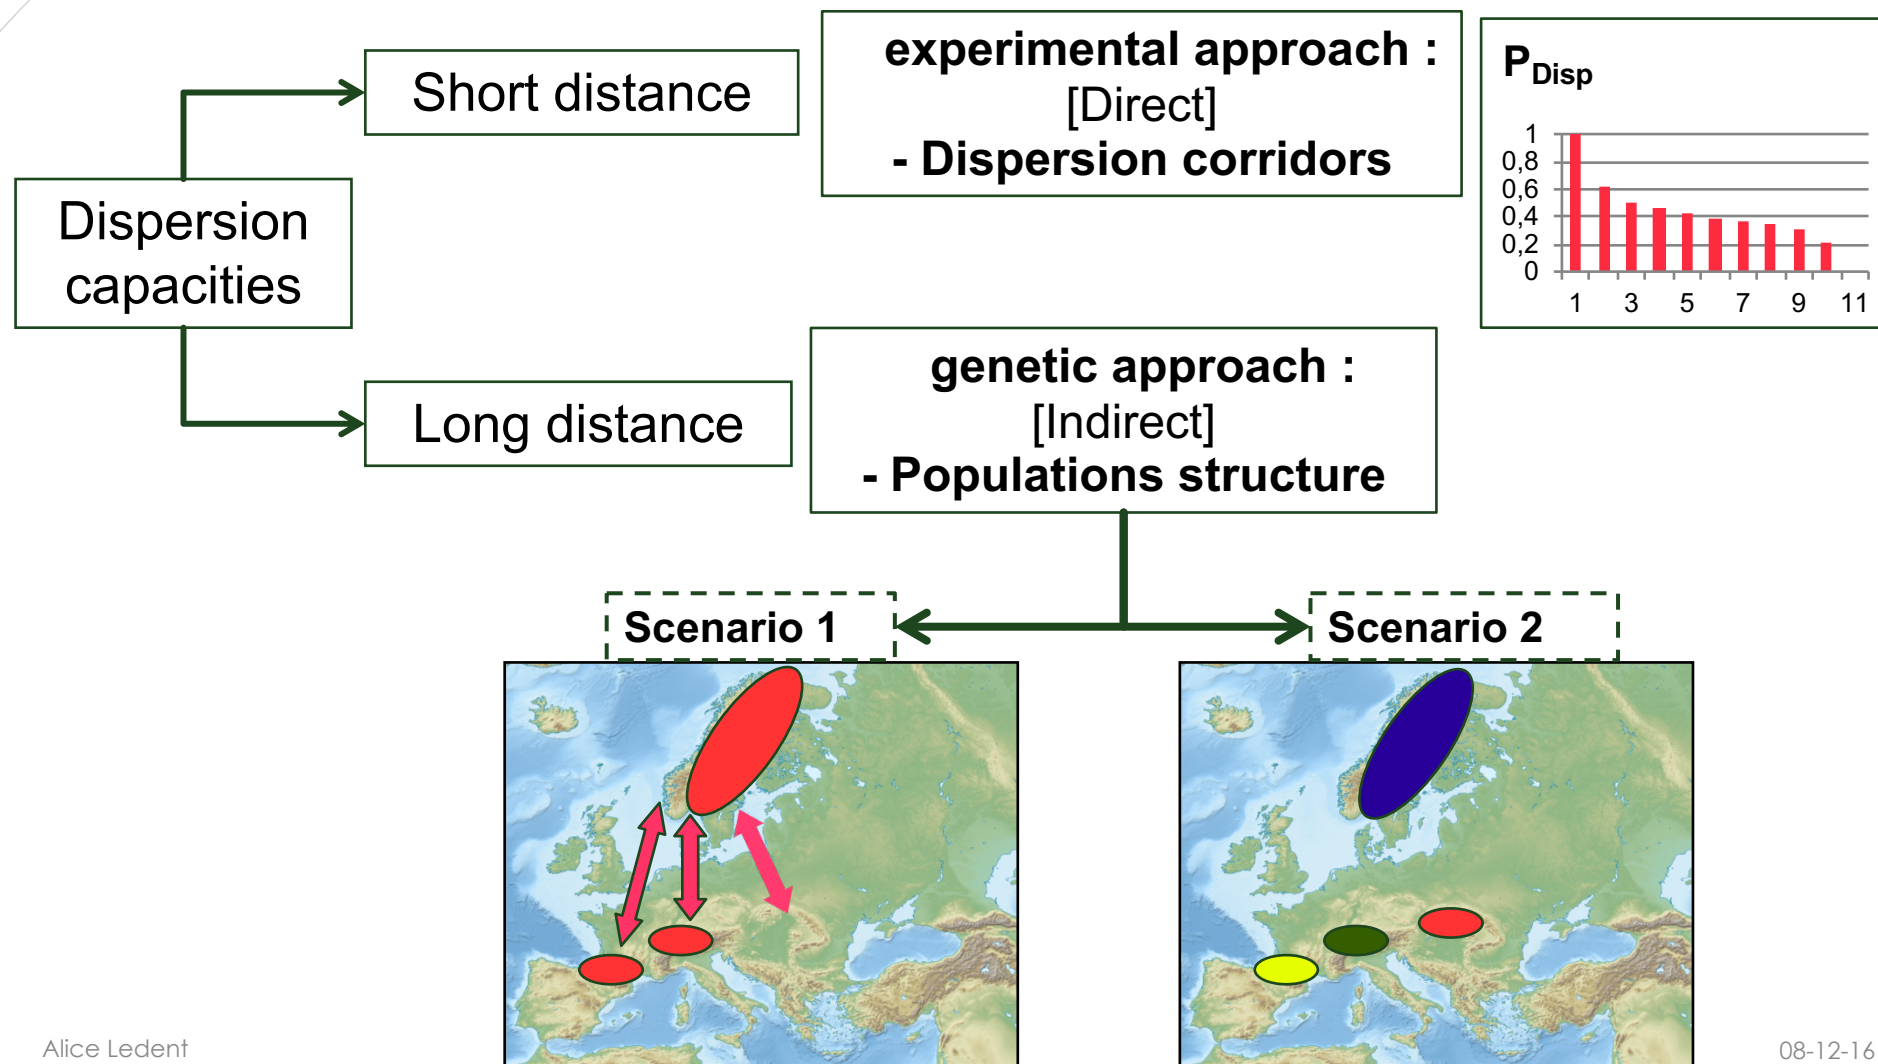 Short distance
experimental approach :
[Direct]
- Dispersion corridors
P_Disp
1
0,8
0,6
0,4
0,2
0
1 3 5 7 9 11
Dispersion
capacities
Long distance
genetic approach :
[Indirect]
- Populations structure
Scenario 1
Scenario 2
Alice Ledent
08-12-16